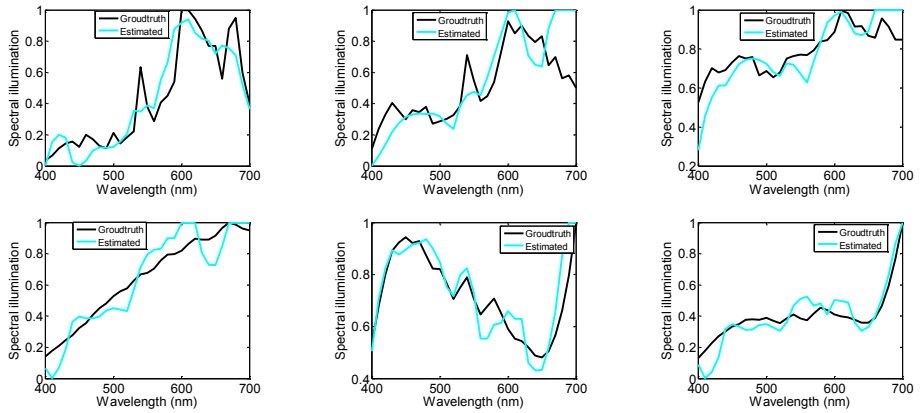 1
0.8
0.6
0.4
0.2
0
Spectral illumination
Groudtruth
Estimated
400 500 600 700
Wavelength (nm)
1
0.8
0.6
0.4
0.2
0
Spectral illumination
Groudtruth
Estimated
400 500 600 700
Wavelength (nm)
1
0.8
0.6
0.4
0.2
Spectral illumination
Groudtruth
Estimated
400 500 600 700
Wavelength (nm)
1
0.8
0.6
0.4
0.2
0
Spectral illumination
Groudtruth
Estimated
400 500 600 700
Wavelength (nm)
1
0.8
0.6
0.4
Spectral illumination
Groudtruth
Estimated
400 500 600 700
Wavelength (nm)
1
0.8
0.6
0.4
0.2
0
Spectral illumination
Groudtruth
Estimated
400 500 600 700
Wavelength (nm)